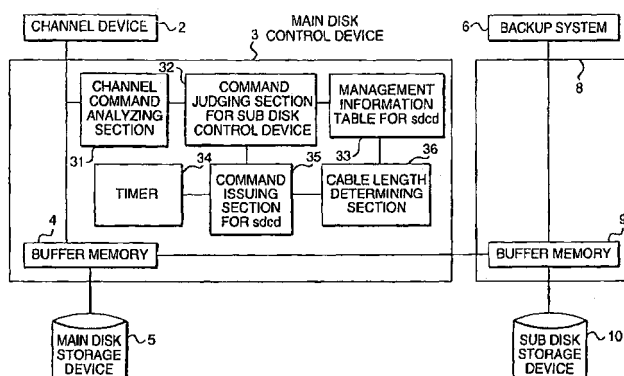 CHANNEL DEVICE
2
MAIN DISK
CONTROL DEVICE
3
6
BACKUP SYSTEM
8
32
CHANNEL
COMMAND
ANALYZING
SECTION
31
COMMAND
JUDGING SECTION
FOR SUB DISK
CONTROL DEVICE
MANAGEMENT
INFORMATION
TABLE FOR sdcd
33
34
35
36
TIMER
COMMAND
ISSUING
SECTION
FOR sdcd
CABLE LENGTH
DETERMINING
SECTION
4
BUFFER MEMORY
9
BUFFER MEMORY
MAIN DISK
STORAGE
DEVICE
5
SUB DISK
STORAGE
DEVICE
10